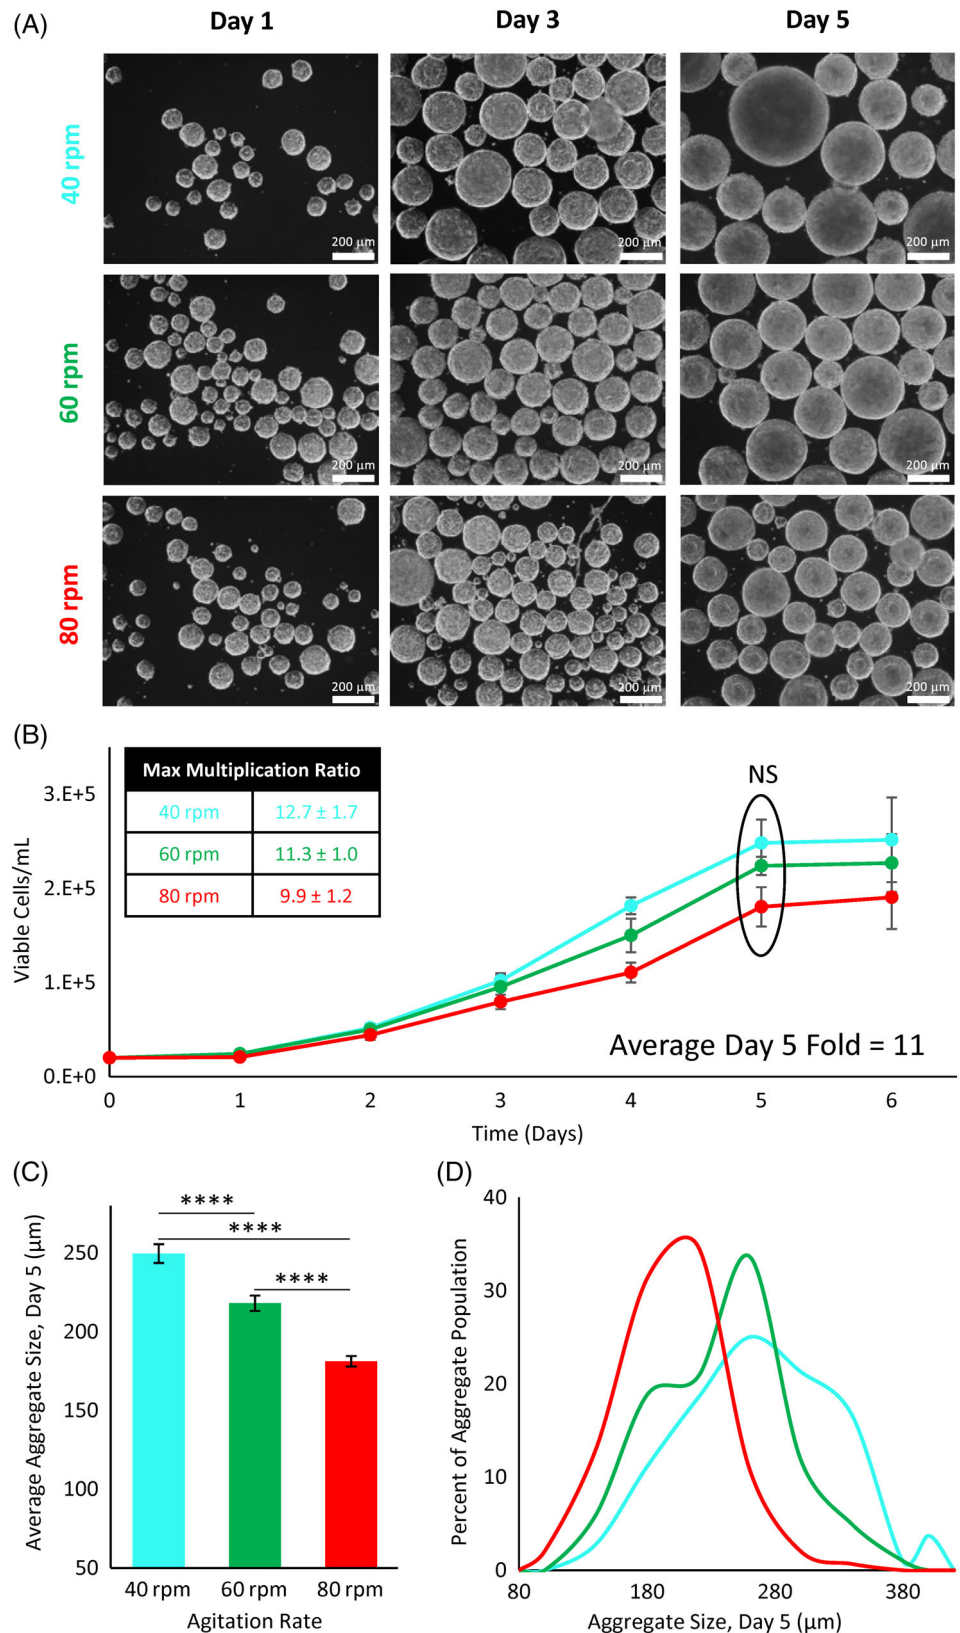 (A)
Day 1
Day 3
Day 5
40 rpm
200 µm
200 µm
200 µm
60 rpm
200 µm
200 µm
200 µm
80 rpm
200 µm
200 µm
200 µm
(B)
Max Multiplication Ratio
40 rpm 12.7 ± 1.7
60 rpm 11.3 ± 1.0
80 rpm 9.9 ± 1.2
NS
Viable Cells/mL
3.E+5
2.E+5
1.E+5
0.E+0
Average Day 5 Fold = 11
0 1 2 3 4 5 6
Time (Days)
(C)
Average Aggregate Size, Day 5 (µm)
****
****
****
250
200
150
100
50
40 rpm 60 rpm 80 rpm
Agitation Rate
(D)
Percent of Aggregate Population
40
30
20
10
0
80 180 280 380
Aggregate Size, Day 5 (µm)